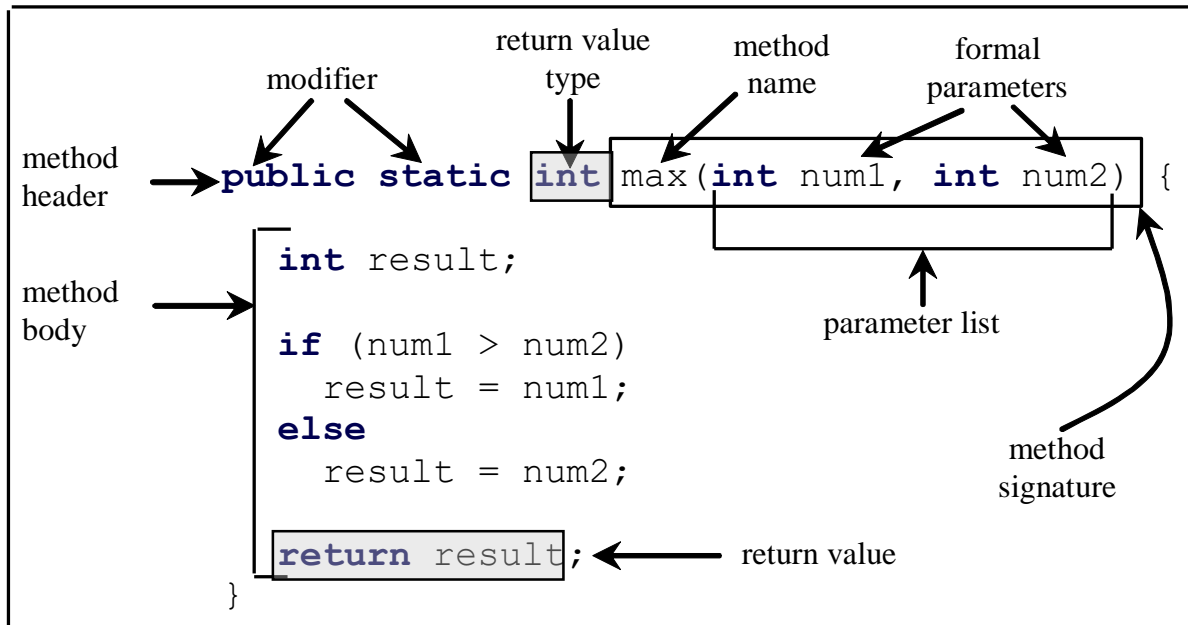 return value
type
method
name
formal
parameters
modifier
method
header
public static int max(int num1, int num2) {
method
body
int result;
parameter list
if (num1 > num2)
result = num1;
else
result = num2;
method
signature
return result;
return value
}